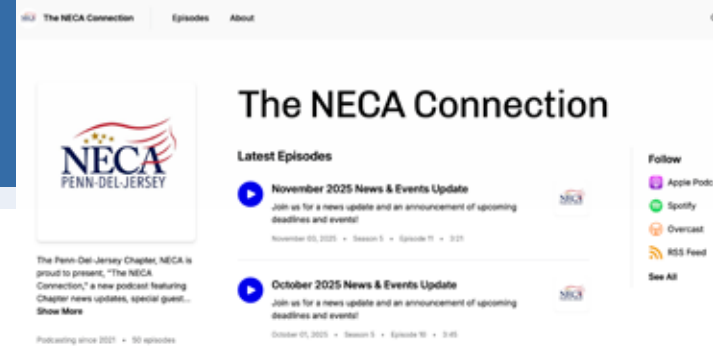 The NECA Connection
Episodes
About
The NECA Connection
NECA
PENN-DEL-JERSEY
The Penn-Del-Jersey Chapter, NECA is
proud to present, "The NECA
Connection," a new podcast featuring
Chapter news updates, special guest...
Show More
Podcasting since 2021 • 50 episodes
Latest Episodes
November 2025 News & Events Update
Join us for a news update and an announcement of upcoming
deadlines and events!
November 03, 2025 • Season 5 • Episode 11 • 3:21
NECA
October 2025 News & Events Update
Join us for a news update and an announcement of upcoming
deadlines and events!
October 01, 2025 • Season 5 • Episode 10 • 3:45
NECA
Follow
Apple Podc
Spotify
Overcast
RSS Feed
See All